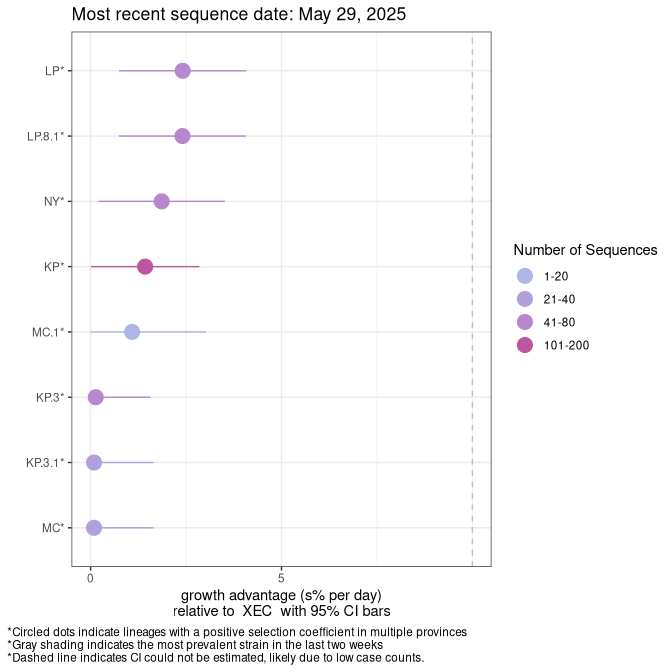 Most recent sequence date: May 29, 2025
LP*
LP.8.1*
NY*
KP*
MC.1*
KP.3*
KP.3.1*
MC*
0 5
growth advantage (s% per day)
relative to XEC with 95% CI bars
Number of Sequences
1-20
21-40
41-80
101-200
*Circled dots indicate lineages with a positive selection coefficient in multiple provinces
*Gray shading indicates the most prevalent strain in the last two weeks
*Dashed line indicates CI could not be estimated, likely due to low case counts.